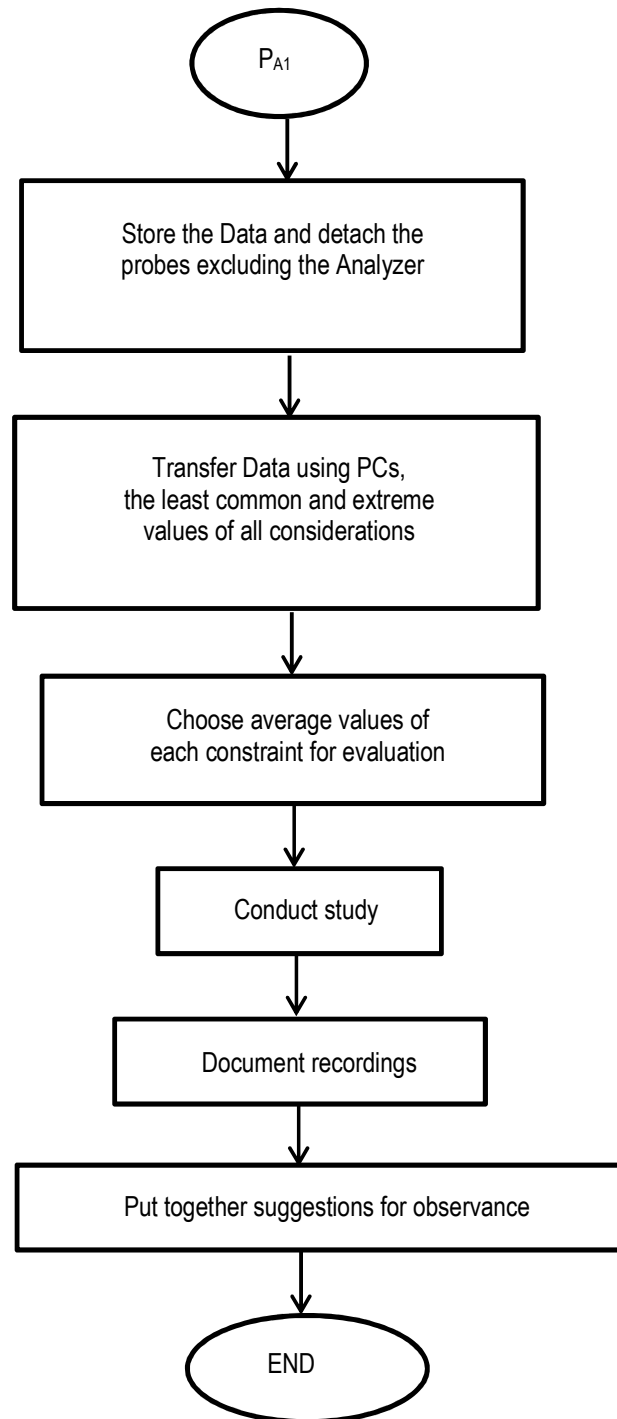 P_A1
Store the Data and detach the
probes excluding the Analyzer
Transfer Data using PCs,
the least common and extreme
values of all considerations
Choose average values of
each constraint for evaluation
Conduct study
Document recordings
Put together suggestions for observance
END